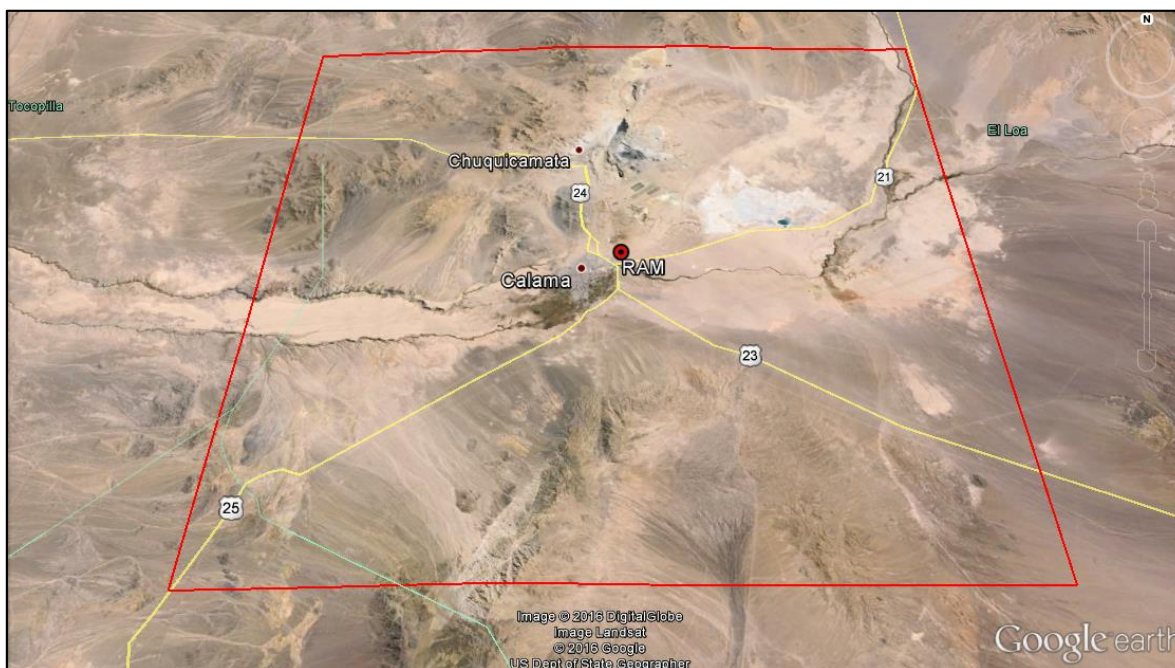 N
Tocopilla
El Loa
Chuquicamata
21
24
RAM
Calama
23
25
Image © 2016 DigitalGlobe
Image Landsat
© 2016 Google
US Dept of State Geographer
Google earth